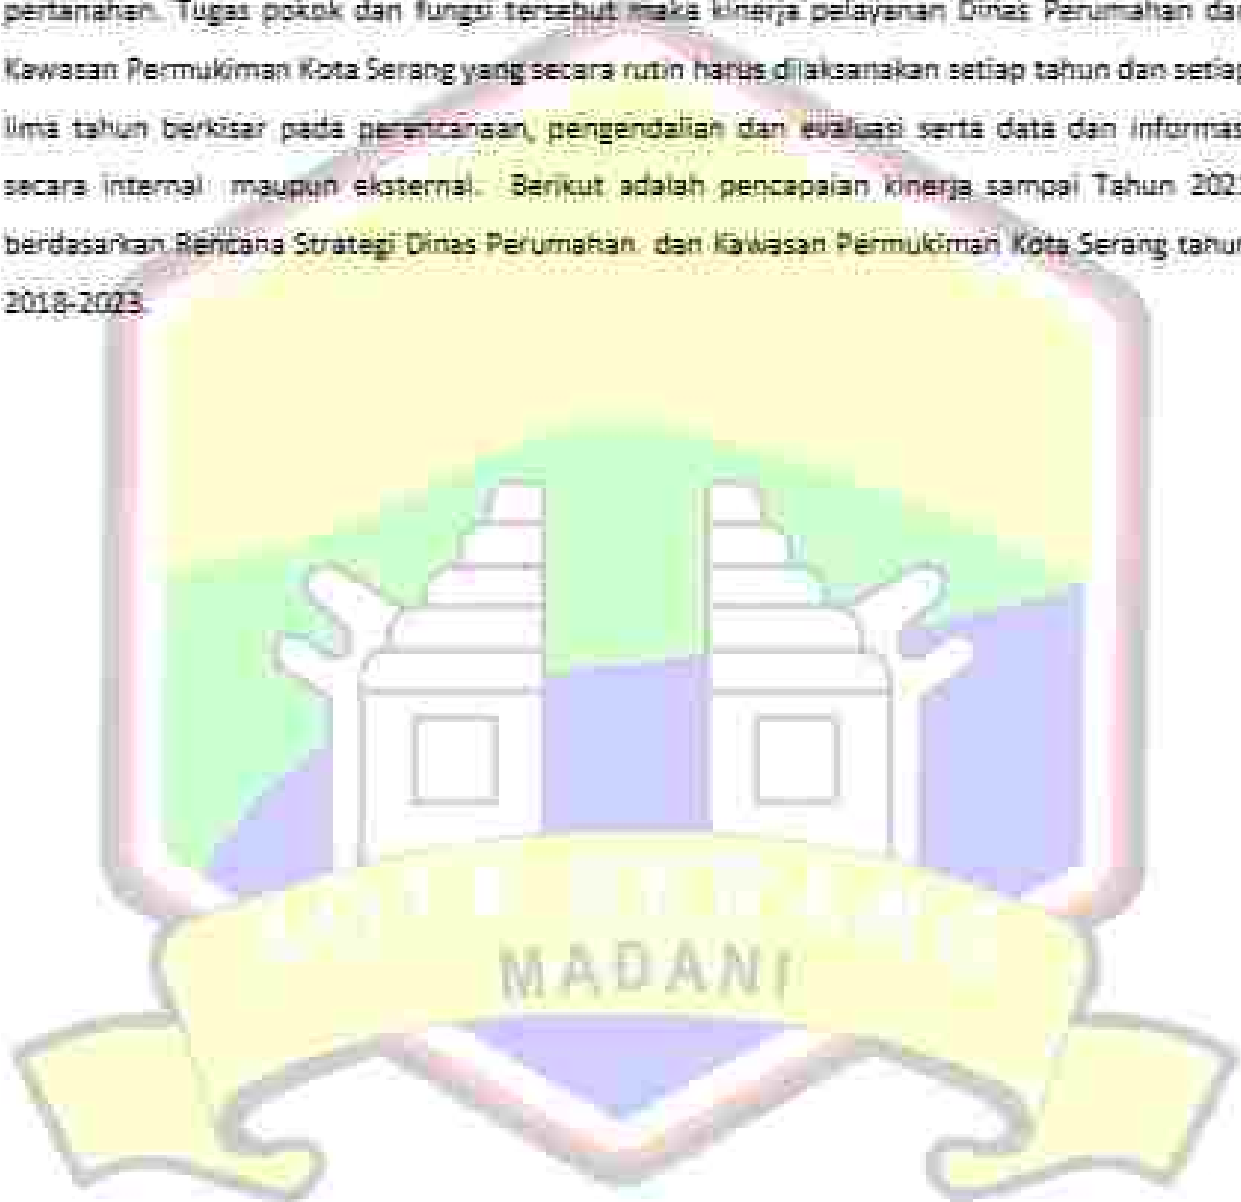 pertanahan. Tugas pokok dan fungsi tersebut maka kinerja pelayanan Dinas Perumahan dan
Kawasan Permukiman Kota Serang yang secara rutin harus dilaksanakan setiap tahun dan setiap
lima tahun berkisar pada perencanaan, pengendalian dan evaluasi serta data dan informasi
secara internal maupun eksternal. Berikut adalah pencapaian kinerja sampai Tahun
berdasarkan Rencana Strategi Dinas Perumahan dan Kawasan Permukiman Kota Serang tahun
2018-2023.
MADANI